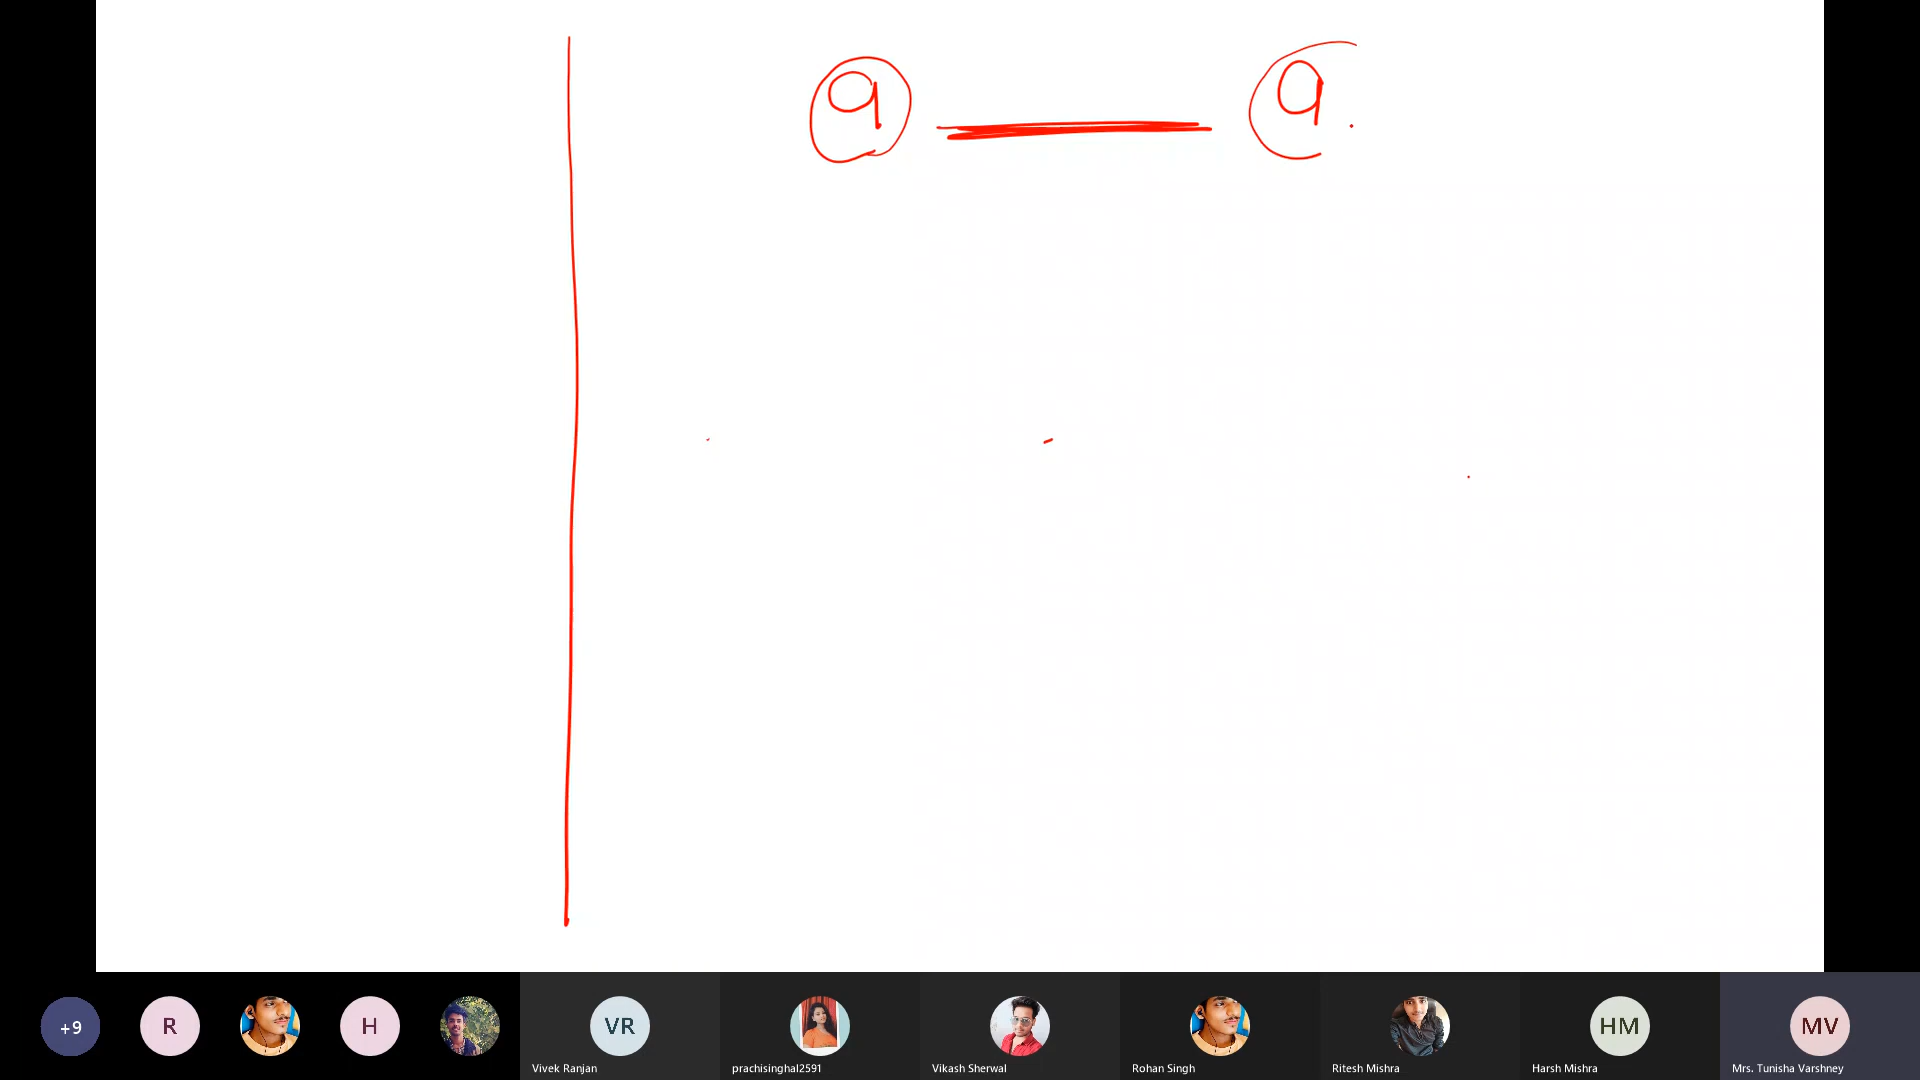 9 9.
+9 R H VR HM MV
Vivek Ranjan prachisinghal2591 Vikash Sherwal Rohan Singh Ritesh Mishra Harsh Mishra Mrs. Tunisha Varshney